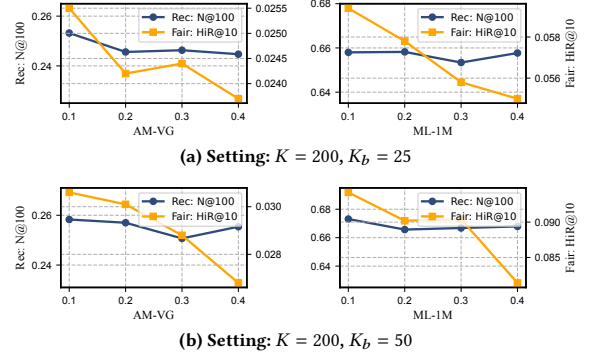 Rec: N@100
0.26
0.24
Rec: N@100
Fair: HiR@10
0.0255
0.0250
0.0245
0.0240
0.1 0.2 0.3 0.4
AM-VG
0.68
0.66
0.64
Rec: N@100
Fair: HiR@10
0.058
0.056
Fair: HiR@10
0.1 0.2 0.3 0.4
ML-1M
(a) Setting: K = 200, K_b = 25
Rec: N@100
0.26
0.24
Rec: N@100
Fair: HiR@10
0.030
0.028
0.1 0.2 0.3 0.4
AM-VG
0.68
0.66
0.64
Rec: N@100
Fair: HiR@10
0.090
0.085
Fair: HiR@10
0.1 0.2 0.3 0.4
ML-1M
(b) Setting: K = 200, K_b = 50